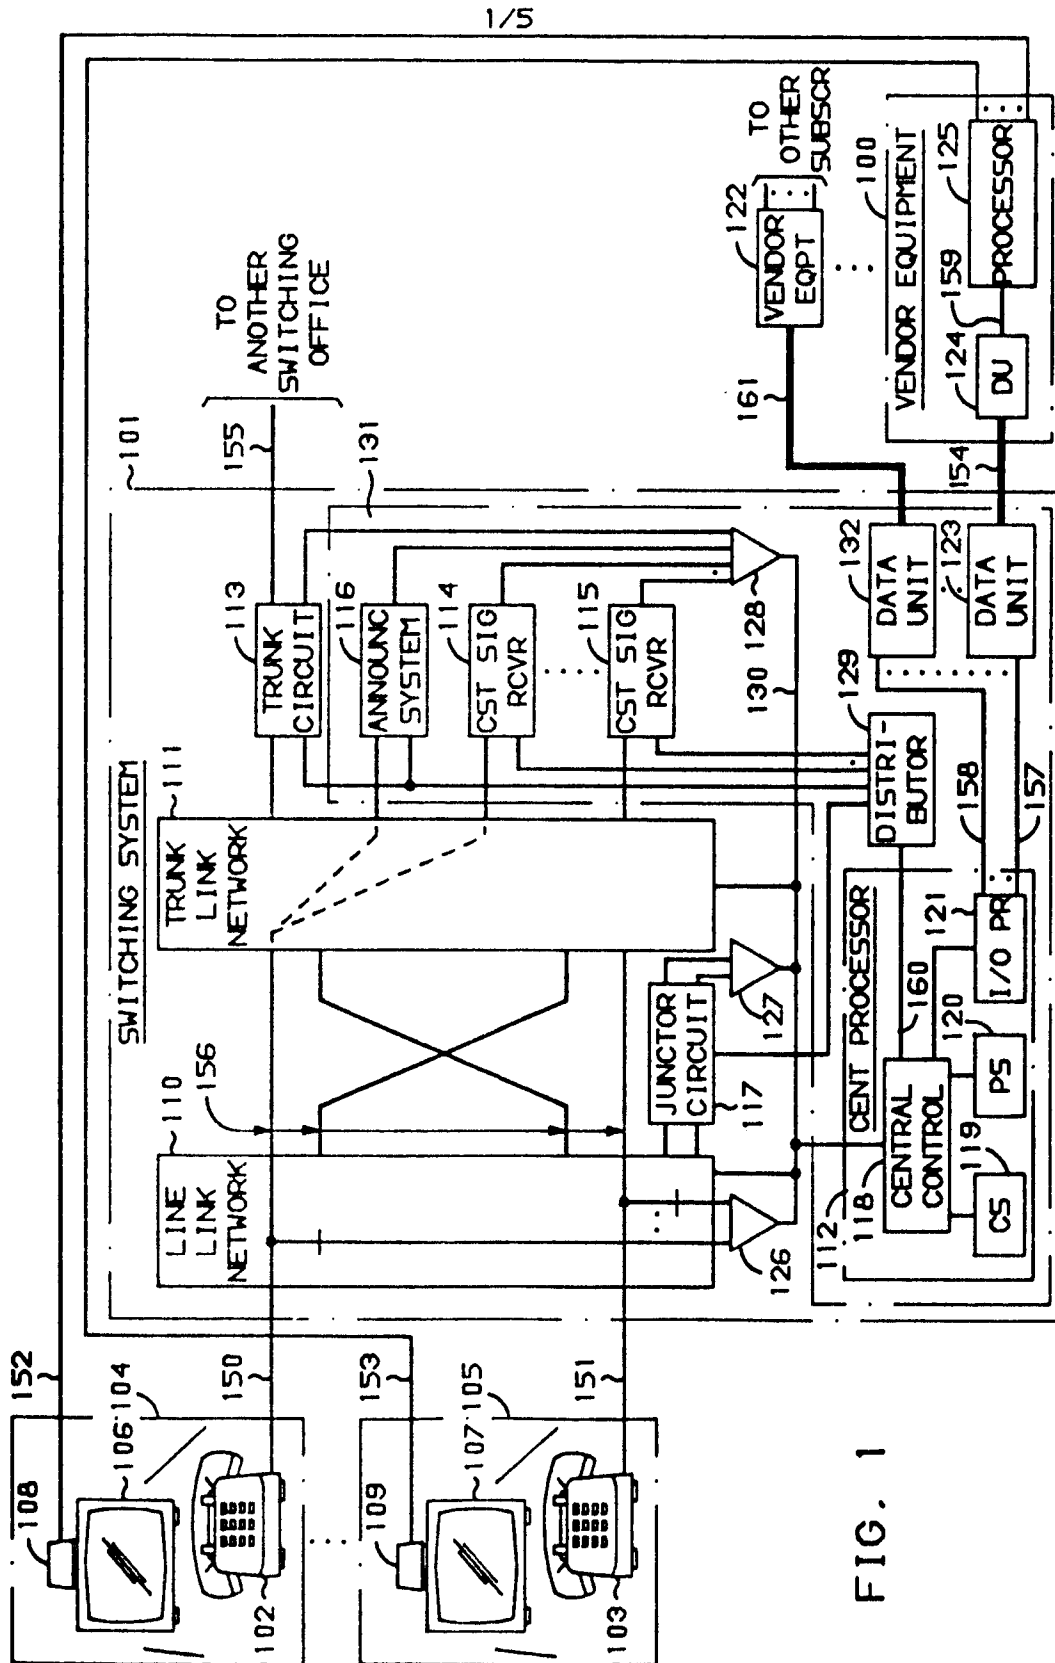 1/5
SWITCHING SYSTEM
101
TO
ANOTHER
SWITCHING
OFFICE
155
131
108
106
104
152
102
150
109
107
105
153
103
151
110
LINE
LINK
NETWORK
156
111
TRUNK
LINK
NETWORK
113
TRUNK
CIRCUIT
116
ANNOUNC
SYSTEM
114
CST SIG
RCVR
115
CST SIG
RCVR
128
130
126
JUNCTOR
CIRCUIT
117
127
112
CENT PROCESSOR
118
CENTRAL
CONTROL
119
CS
120
PS
121
I/O PR
160
129
DISTRI-
BUTOR
158
157
132
DATA
UNIT
123
DATA
UNIT
161
154
122
VENDOR
EQPT
TO
OTHER
SUBSCR
100
VENDOR EQUIPMENT
124
DU
159
125
PROCESSOR
FIG. 1